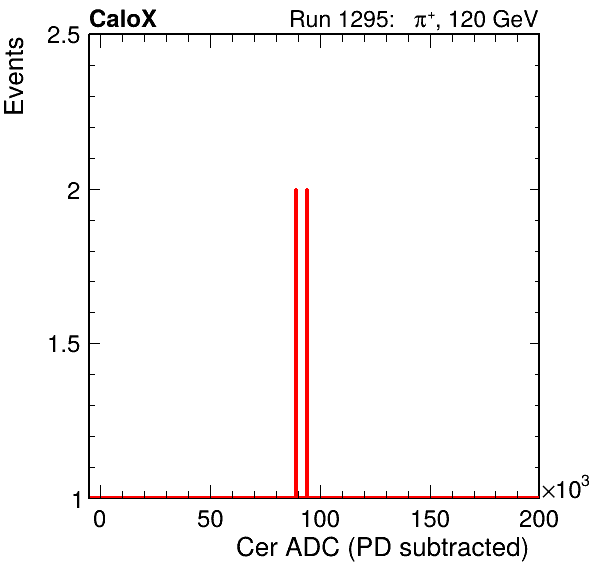 CaloX Run 1295: π⁺, 120 GeV
Events
2.5
2
1.5
1
0 50 100 150 200
×10³
Cer ADC (PD subtracted)